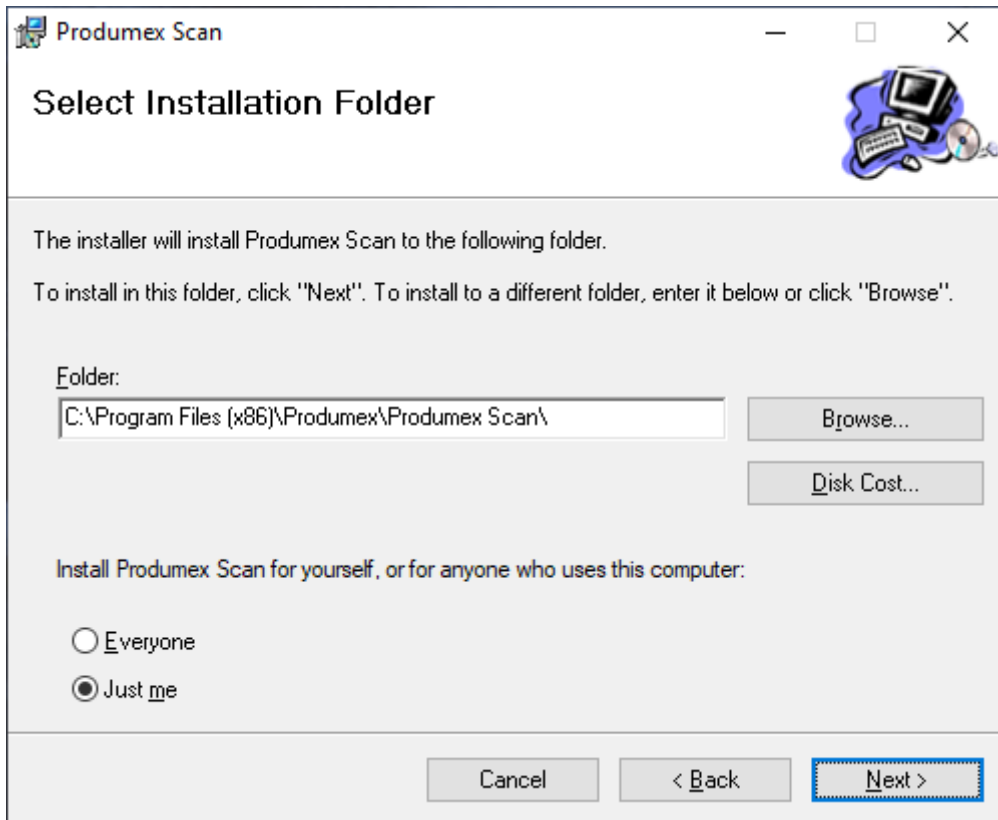 Produmex Scan
Select Installation Folder
The installer will install Produmex Scan to the following folder.
To install in this folder, click "Next". To install to a different folder, enter it below or click "Browse".
Folder:
C:\Program Files (x86)\Produmex\Produmex Scan\
Browse...
Disk Cost...
Install Produmex Scan for yourself, or for anyone who uses this computer:
Everyone
Just me
Cancel
< Back
Next >